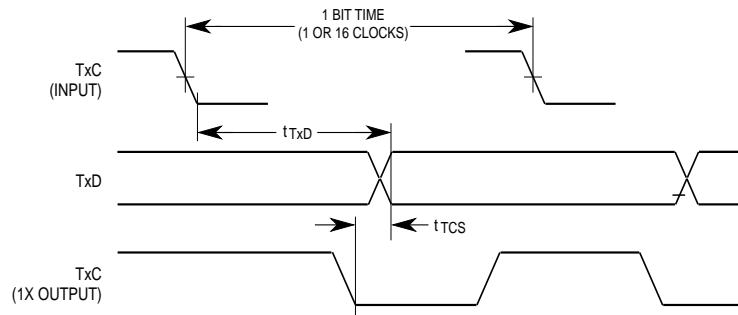 1 BIT TIME
(1 OR 16 CLOCKS)
TxC
(INPUT)
tTxD
TxD
tTCS
TxC
(1X OUTPUT)